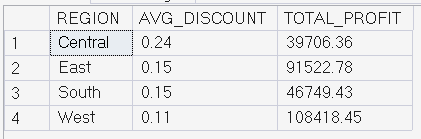 REGION AVG_DISCOUNT TOTAL_PROFIT
1 Central 0.24 39706.36
2 East 0.15 91522.78
3 South 0.15 46749.43
4 West 0.11 108418.45